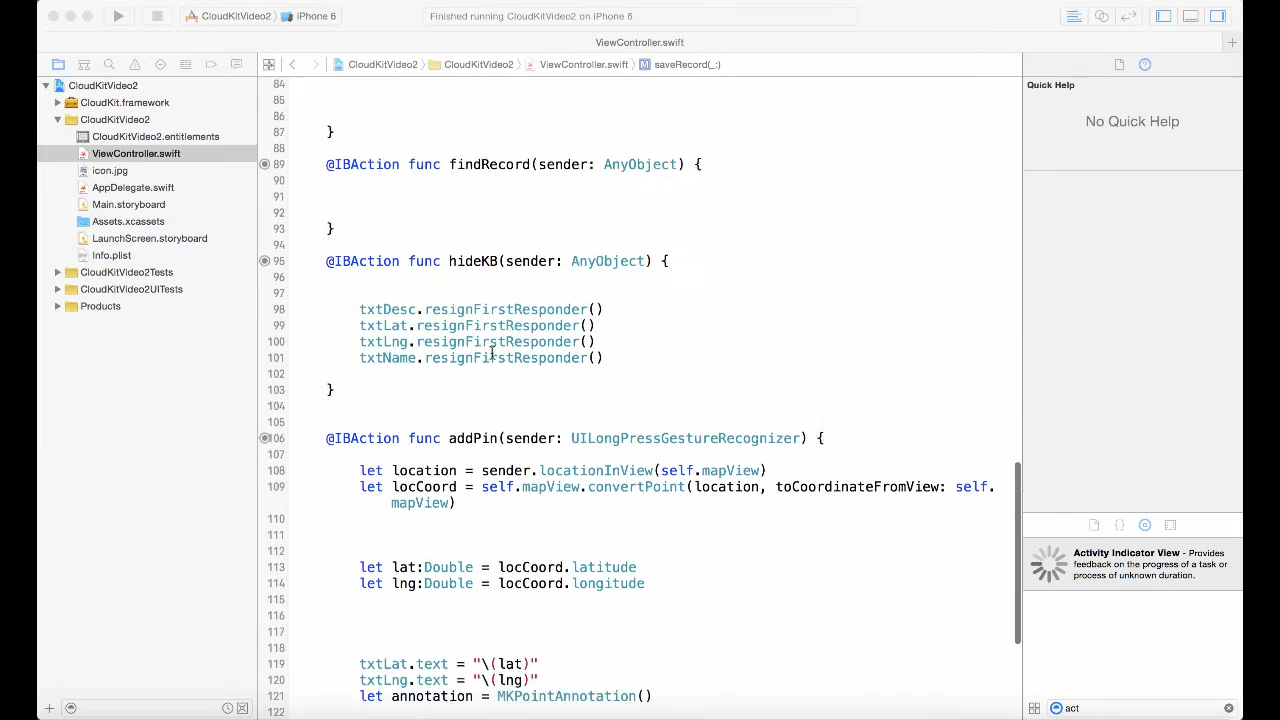 CloudKitVideo2 iPhone 6
Finished running CloudKitVideo2 on iPhone 6
ViewController.swift
CloudKitVideo2 CloudKitVideo2 ViewController.swift M saveRecord(_:)
CloudKitVideo2
CloudKit.framework
CloudKitVideo2
CloudKitVideo2.entitlements
ViewController.swift
icon.jpg
AppDelegate.swift
Main.storyboard
Assets.xcassets
LaunchScreen.storyboard
Info.plist
CloudKitVideo2Tests
CloudKitVideo2UITests
Products
84
85
86
87 }
88
89 @IBAction func findRecord(sender: AnyObject) {
90
91
92
93 }
94
95 @IBAction func hideKB(sender: AnyObject) {
96
97
98 txtDesc.resignFirstResponder()
99 txtLat.resignFirstResponder()
100 txtLng.resignFirstResponder()
101 txtName.resignFirstResponder()
102
103 }
104
105
106 @IBAction func addPin(sender: UILongPressGestureRecognizer) {
107
108 let location = sender.locationInView(self.mapView)
109 let locCoord = self.mapView.convertPoint(location, toCoordinateFromView: self.
mapView)
110
111
112
113 let lat:Double = locCoord.latitude
114 let lng:Double = locCoord.longitude
115
116
117
118
119 txtLat.text = "\(lat)"
120 txtLng.text = "\(lng)"
121 let annotation = MKPointAnnotation()
122
Quick Help
No Quick Help
Activity Indicator View - Provides
feedback on the progress of a task or
process of unknown duration.
act